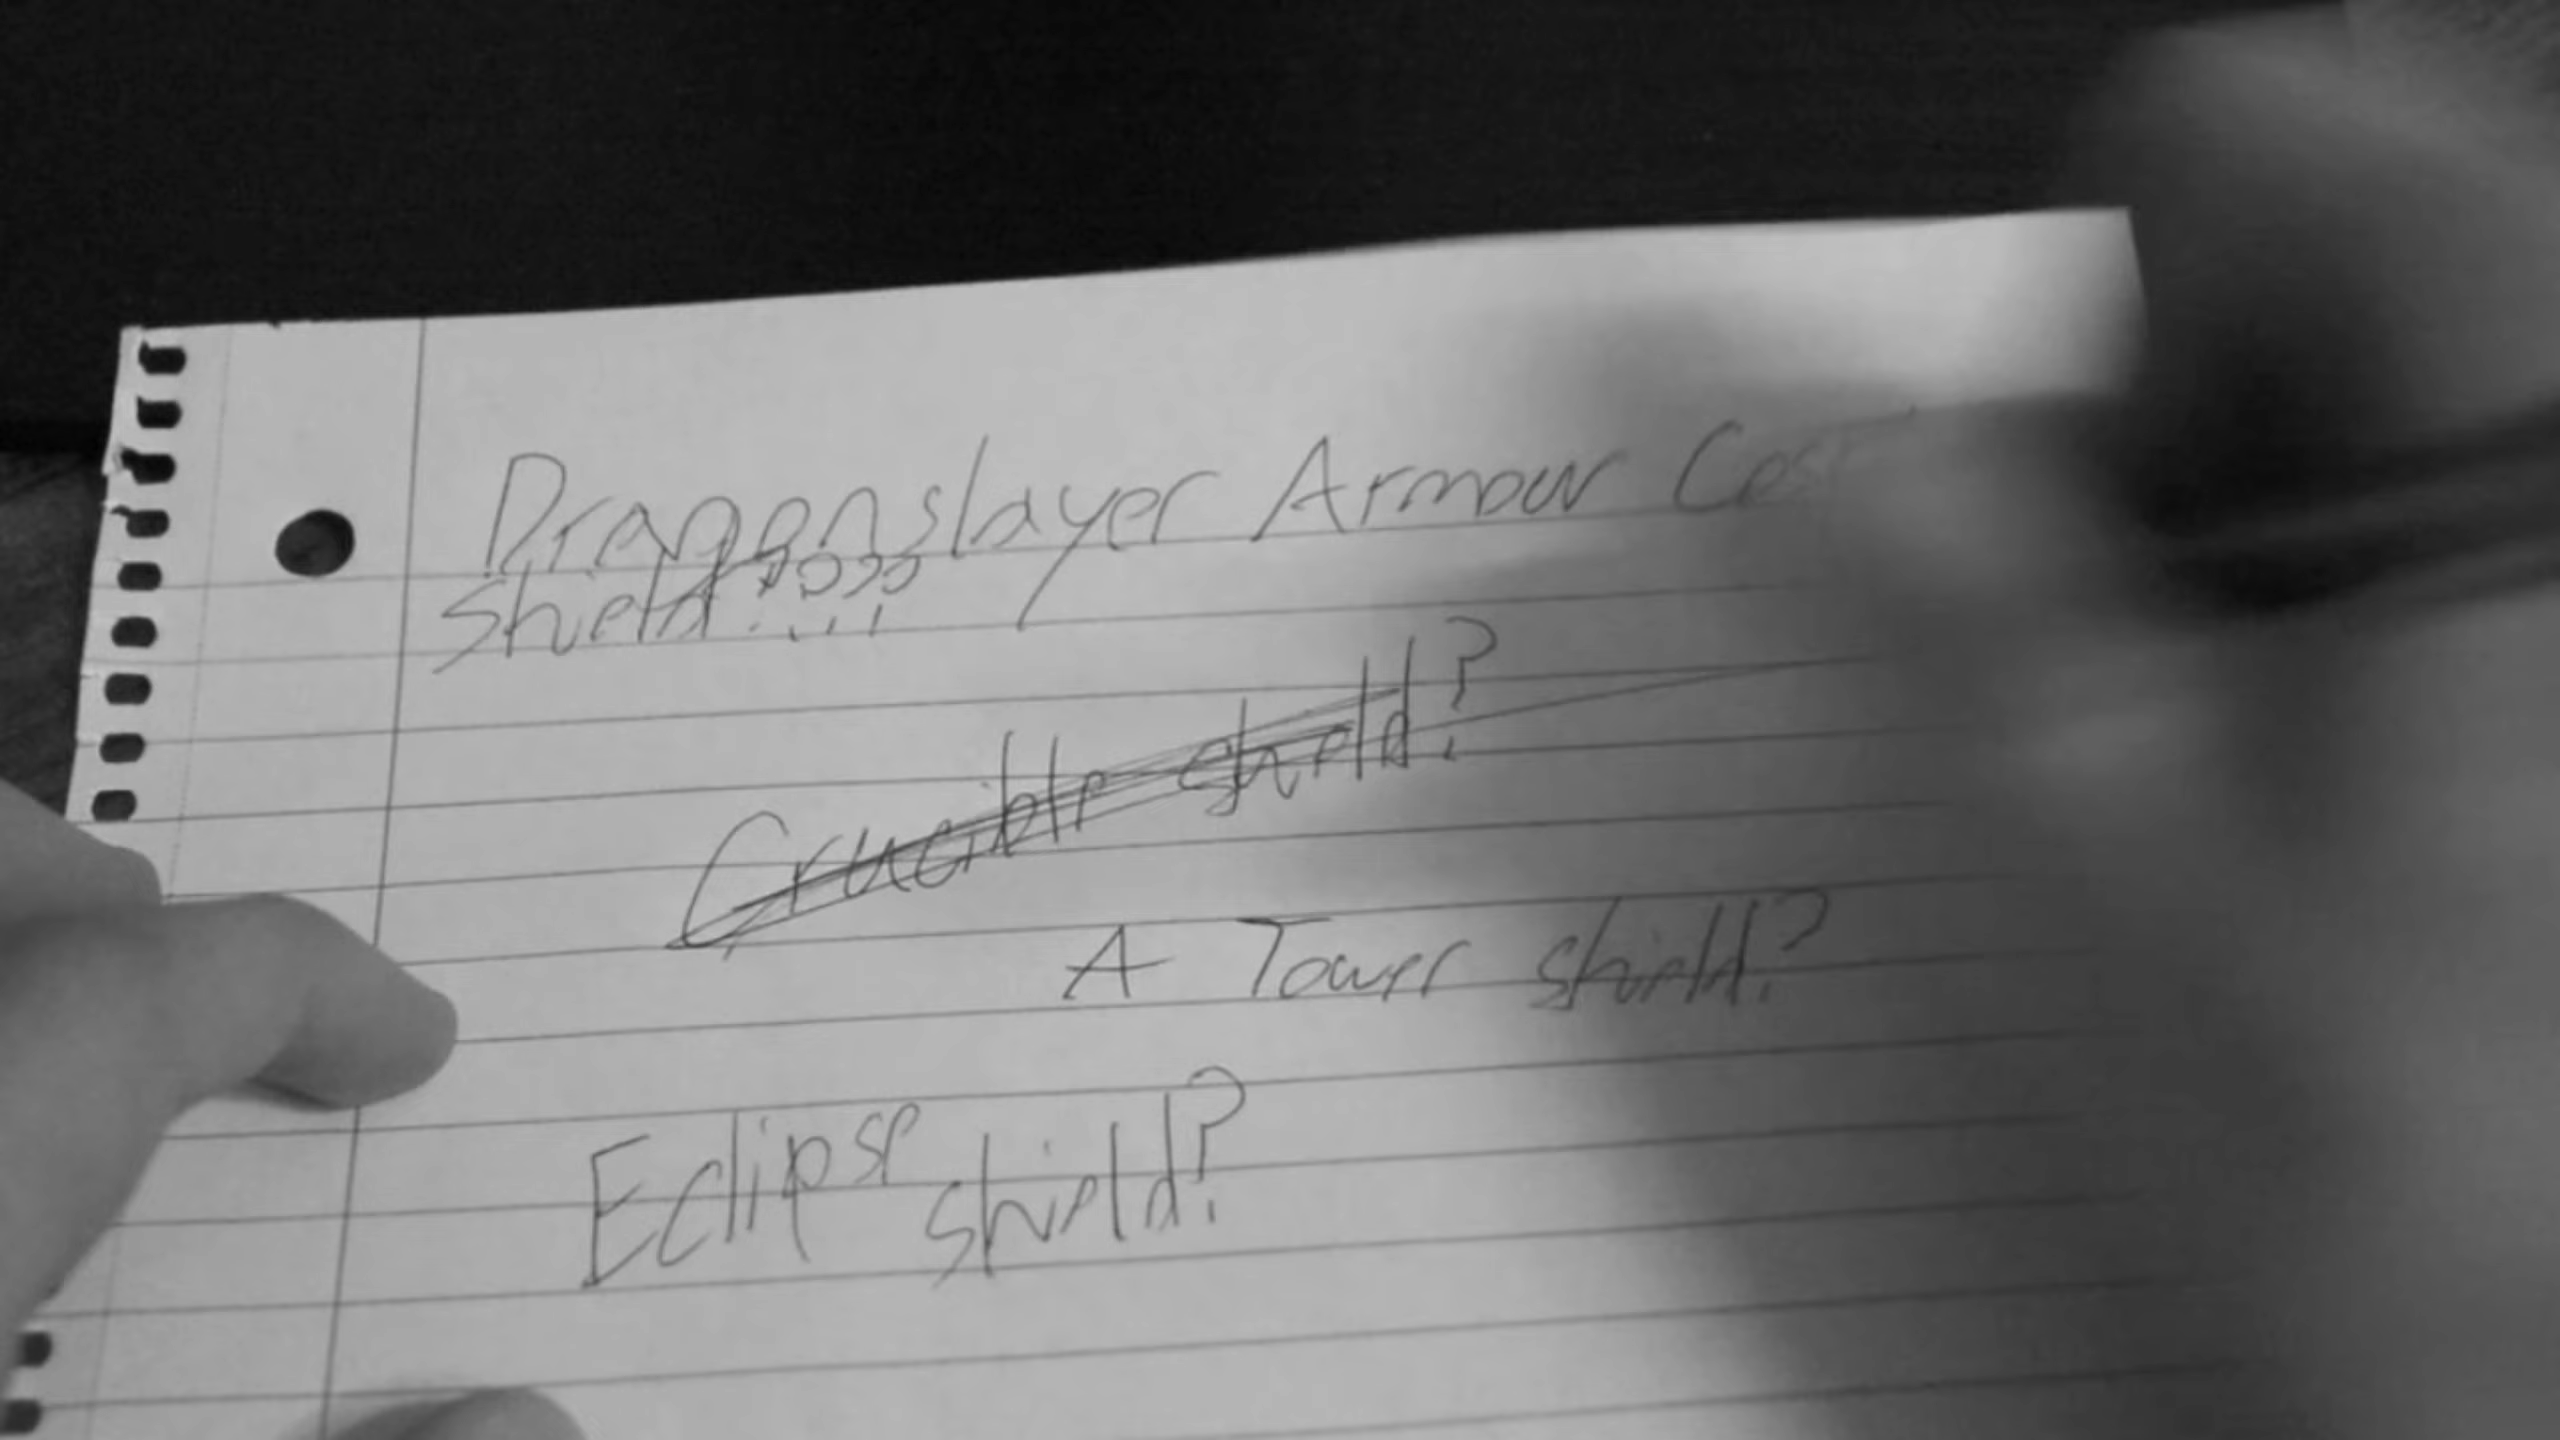 Dragonslayer Armour
shield????
Crucible shield?
A Tower shield?
Eclipse shield?